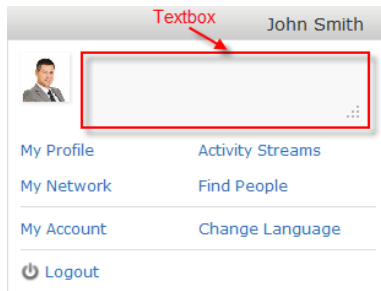 Textbox
John Smith
My Profile
Activity Streams
My Network
Find People
My Account
Change Language
Logout